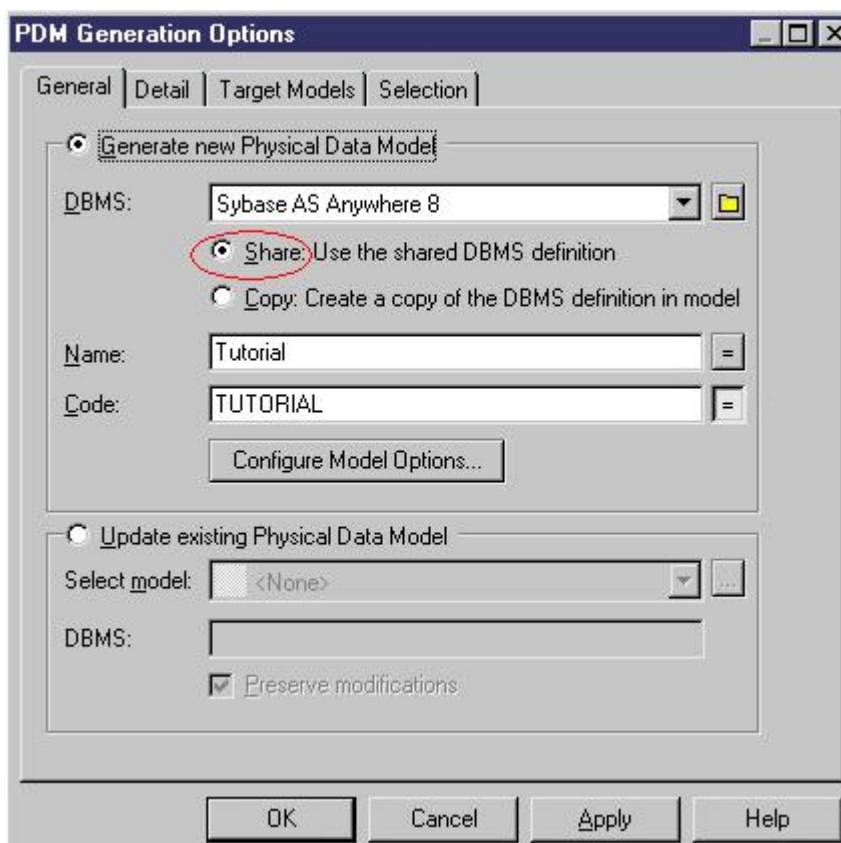 PDM Generation Options
General Detail Target Models Selection
Generate new Physical Data Model
DBMS: Sybase AS Anywhere 8
Share: Use the shared DBMS definition
Copy: Create a copy of the DBMS definition in model
Name: Tutorial =
Code: TUTORIAL =
Configure Model Options...
Update existing Physical Data Model
Select model: <None> ...
DBMS:
Preserve modifications
OK Cancel Apply Help